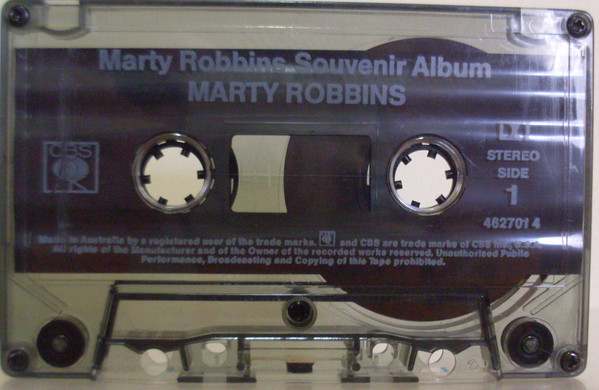 Marty Robbins Souvenir Album
MARTY ROBBINS
CBS
STEREO
SIDE
1
462701 4
Made in Australia by a registered user of the trade marks. and CBS are trade marks of CBS Inc,
All rights of the Manufacturer and of the Owner of the recorded works reserved. Unauthorised Public
Performance, Broadcasting and Copying of this Tape prohibited.